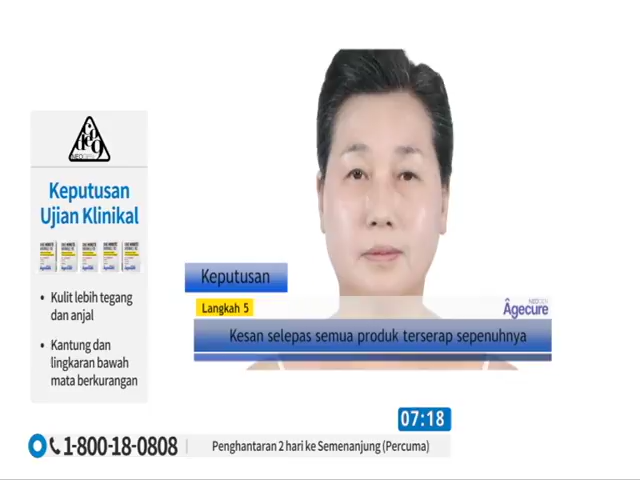 Keputusan
Ujian Klinikal
• Kulit lebih tegang
dan anjal
• Kantung dan
lingkaran bawah
mata berkurangan
Keputusan
Langkah 5
Agecure
Kesan selepas semua produk terserap sepenuhnya
07:18
1-800-18-0808
Penghantaran 2 hari ke Semenanjung (Percuma)